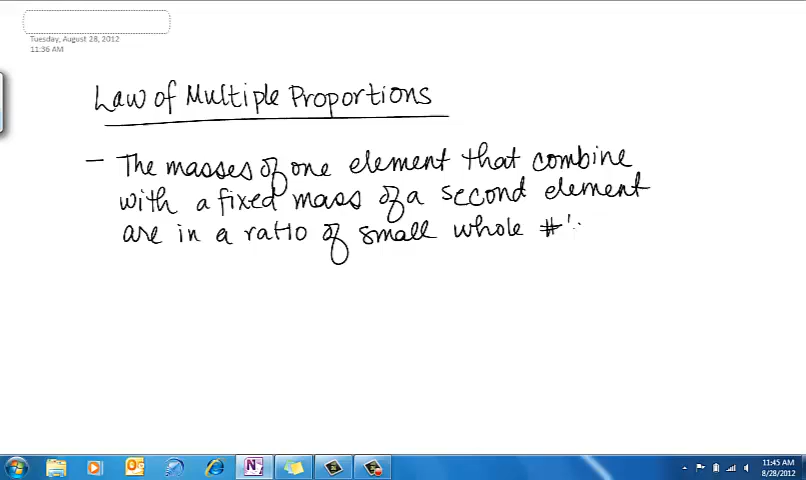 Tuesday, August 28, 2012
11:36 AM
Law of Multiple Proportions
- The masses of one element that combine
with a fixed mass of a second element
are in a ratio of small whole #'
11:45 AM
8/28/2012